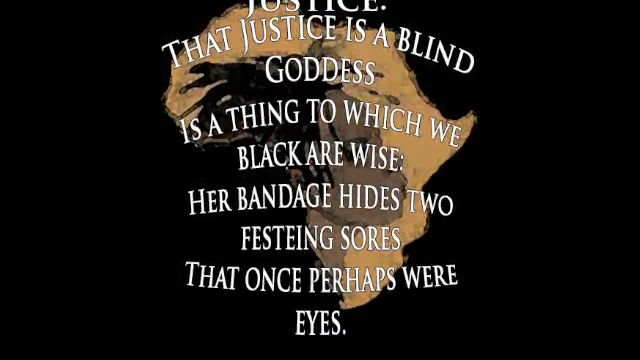 JUSTICE.
THAT JUSTICE IS A BLIND
GODDESS
IS A THING TO WHICH WE
BLACK ARE WISE:
HER BANDAGE HIDES TWO
FESTEING SORES
THAT ONCE PERHAPS WERE
EYES.